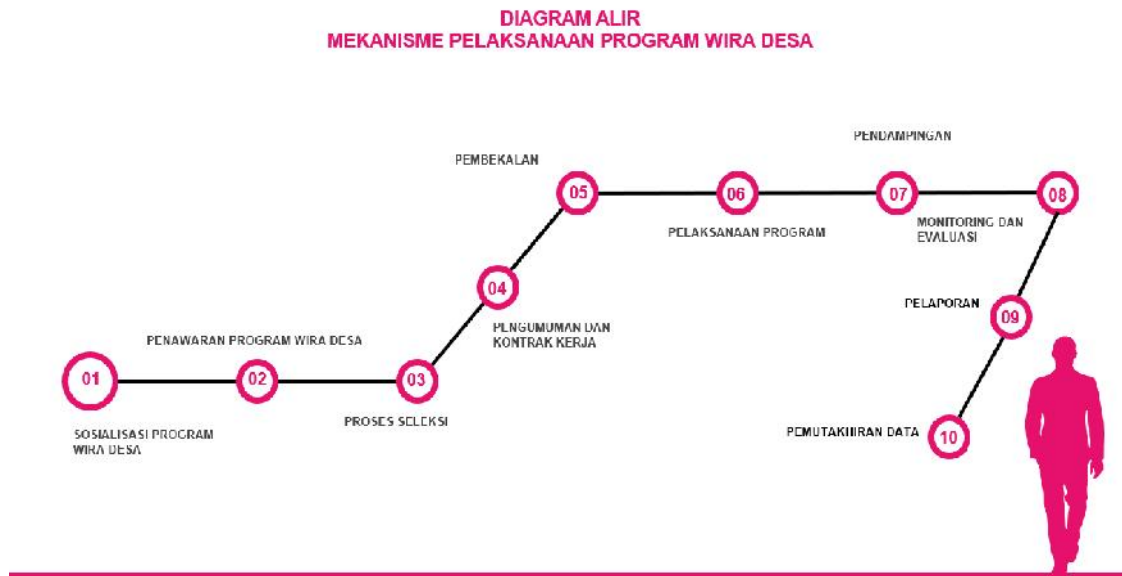 DIAGRAM ALIR
MEKANISME PELAKSANAAN PROGRAM WIRA DESA
01
SOSIALISASI PROGRAM
WIRA DESA
02
PENAWARAN PROGRAM WIRA DESA
03
PROSES SELEKSI
04
PENGUMUMAN DAN
KONTRAK KERJA
05
PEMBEKALAN
06
PELAKSANAAN PROGRAM
07
PENDAMPINGAN
08
MONITORING DAN
EVALUASI
09
PELAPORAN
10
PEMUTAKHIRAN DATA